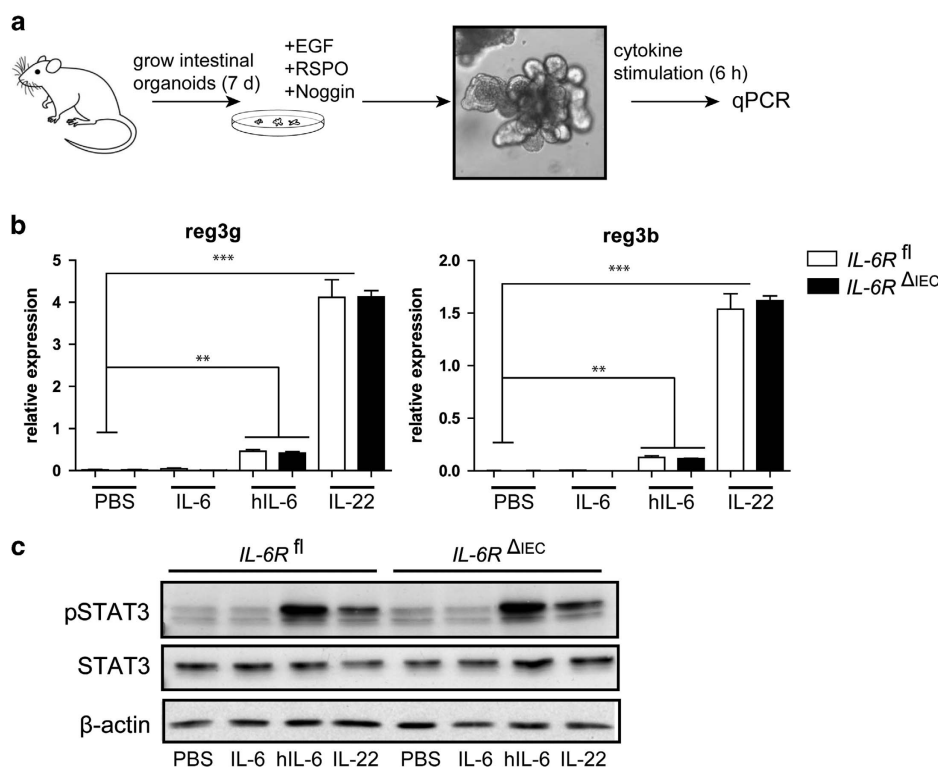 a
grow intestinal
organoids (7 d)
+EGF
+RSPO
+Noggin
cytokine
stimulation (6 h)
qPCR
b
reg3g
relative expression
5
4
3
2
1
0
***
**
PBS
IL-6
hIL-6
IL-22
reg3b
relative expression
2.0
1.5
1.0
0.5
0.0
***
**
PBS
IL-6
hIL-6
IL-22
IL-6R fl
IL-6R ΔIEC
c
IL-6R fl
IL-6R ΔIEC
pSTAT3
STAT3
β-actin
PBS IL-6 hIL-6 IL-22 PBS IL-6 hIL-6 IL-22